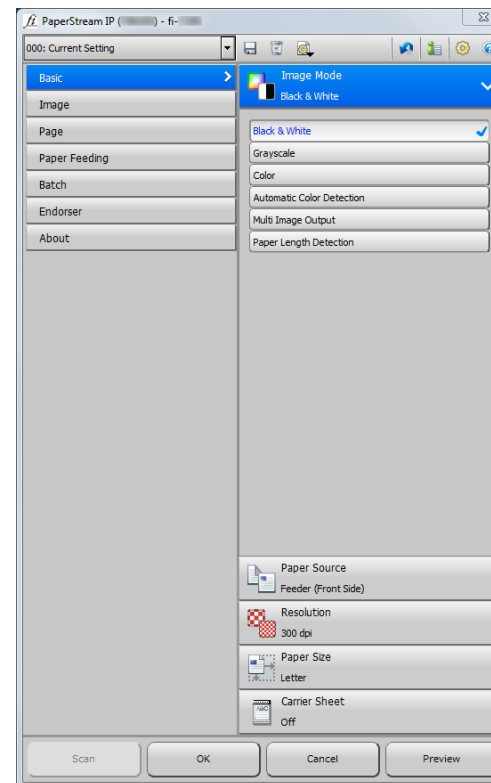 fi PaperStream IP ( ) - fi-
000: Current Setting
Basic
Image
Page
Paper Feeding
Batch
Endorser
About
Image Mode
Black & White
Black & White
Grayscale
Color
Automatic Color Detection
Multi Image Output
Paper Length Detection
Paper Source
Feeder (Front Side)
Resolution
300 dpi
Paper Size
Letter
ABC
Carrier Sheet
Off
Scan
OK
Cancel
Preview